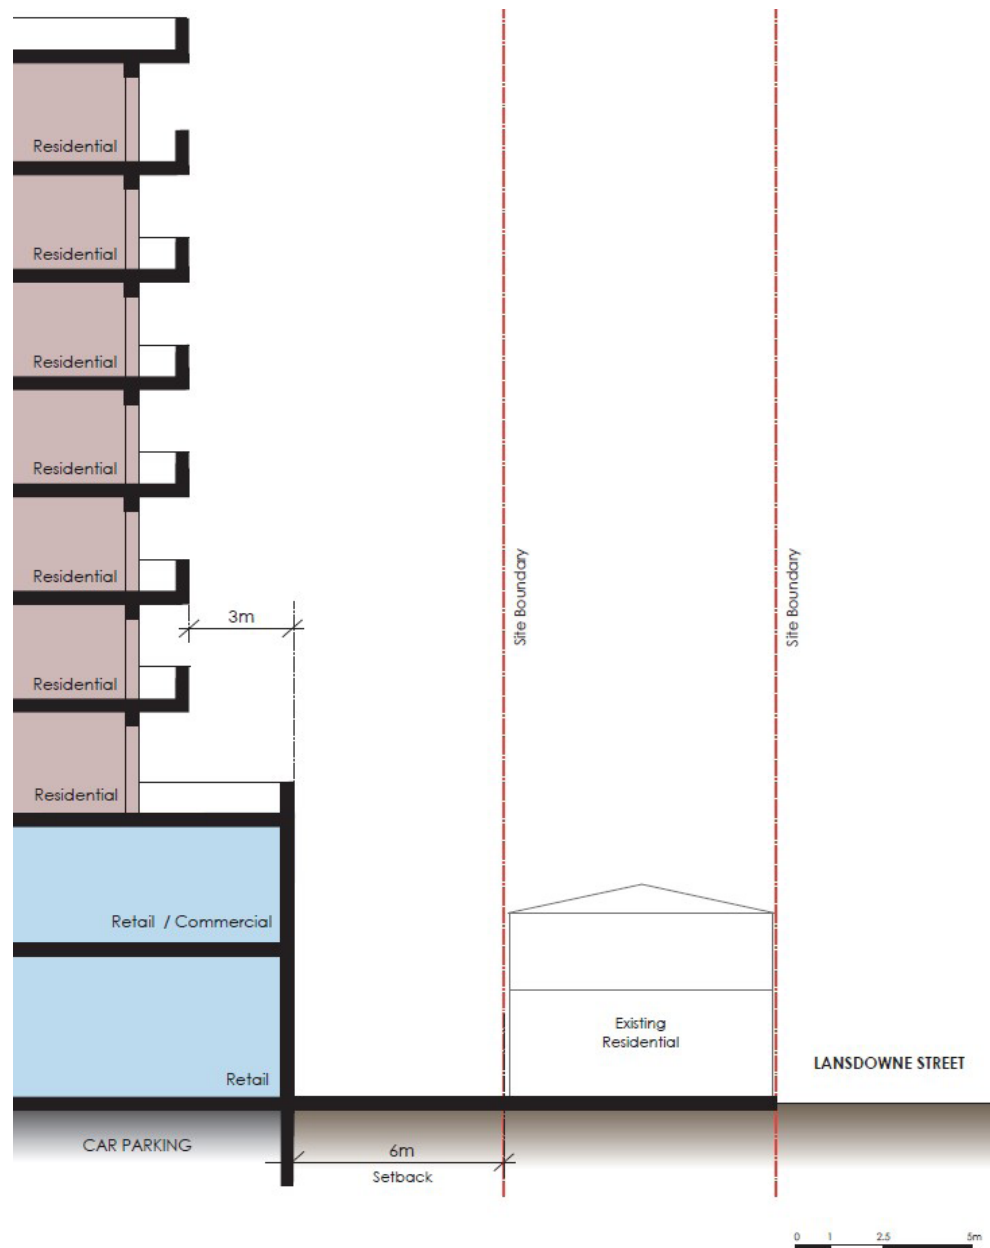 Residential
Residential
Residential
Residential
Residential
3m
Residential
Residential
Site Boundary
Site Boundary
Retail / Commercial
Existing
Residential
Retail
LANSDOWNE STREET
CAR PARKING
6m
Setback
0 1 2.5 5m